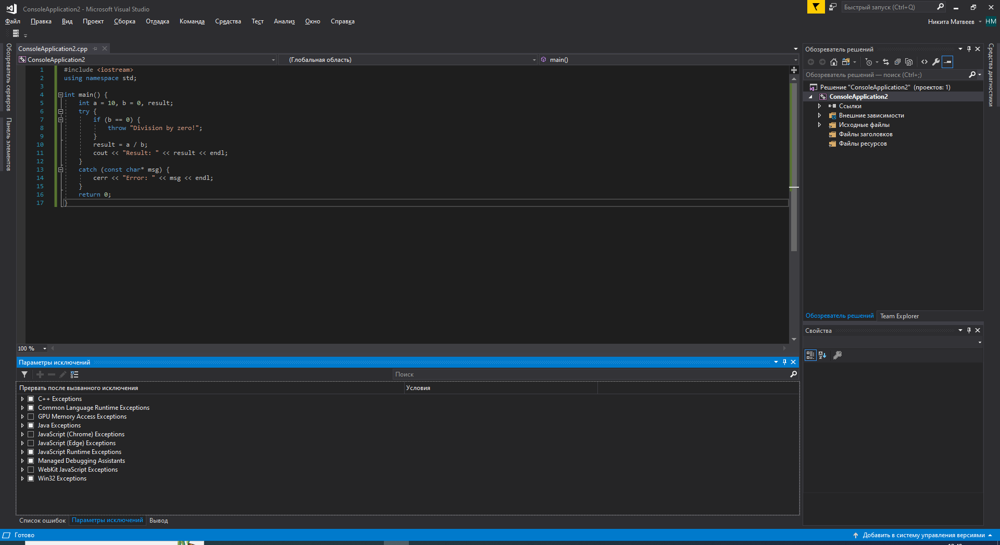 ConsoleApplication2 - Microsoft Visual Studio
Быстрый запуск (Ctrl+Q)
Файл Правка Вид Проект Сборка Отладка Команда Средства Тест Анализ Окно Справка
Никита Матвеев НМ
Обозреватель серверов
Панель элементов
ConsoleApplication2.cpp
ConsoleApplication2 (Глобальная область) main()
1 #include <iostream>
2 using namespace std;
3
4 int main() {
5 int a = 10, b = 0, result;
6 try {
7 if (b == 0) {
8 throw "Division by zero!";
9 }
10 result = a / b;
11 cout << "Result: " << result << endl;
12 }
13 catch (const char* msg) {
14 cerr << "Error: " << msg << endl;
15 }
16 return 0;
17 }
100 %
Параметры исключений
Поиск
Прервать после вызванного исключения Условия
C++ Exceptions
Common Language Runtime Exceptions
GPU Memory Access Exceptions
Java Exceptions
JavaScript (Chrome) Exceptions
JavaScript (Edge) Exceptions
JavaScript Runtime Exceptions
Managed Debugging Assistants
WebKit JavaScript Exceptions
Win32 Exceptions
Список ошибок Параметры исключений Вывод
Обозреватель решений
Обозреватель решений — поиск (Ctrl+;)
Решение "ConsoleApplication2" (проектов: 1)
ConsoleApplication2
Ссылки
Внешние зависимости
Исходные файлы
Файлы заголовков
Файлы ресурсов
Обозреватель решений Team Explorer
Свойства
Средства диагностики
Готово
Добавить в систему управления версиями